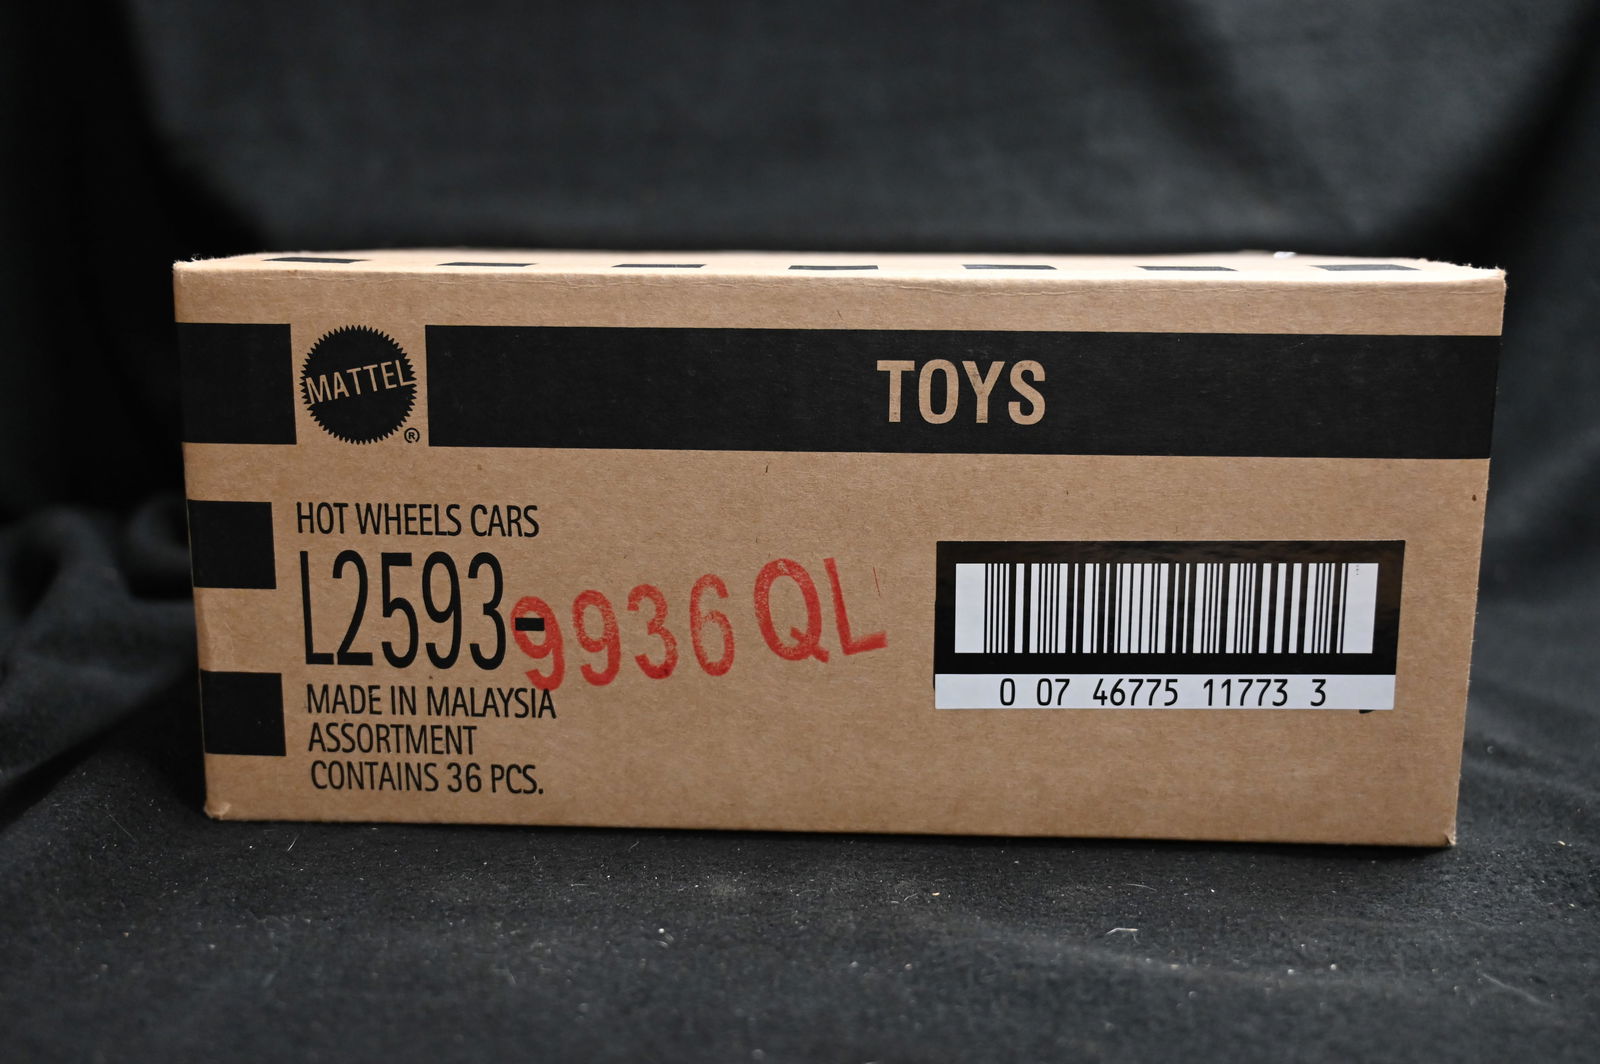 MATTEL
®
TOYS
HOT WHEELS CARS
L2593-9936 QL
MADE IN MALAYSIA
ASSORTMENT
CONTAINS 36 PCS.
0 07 46775 11773 3